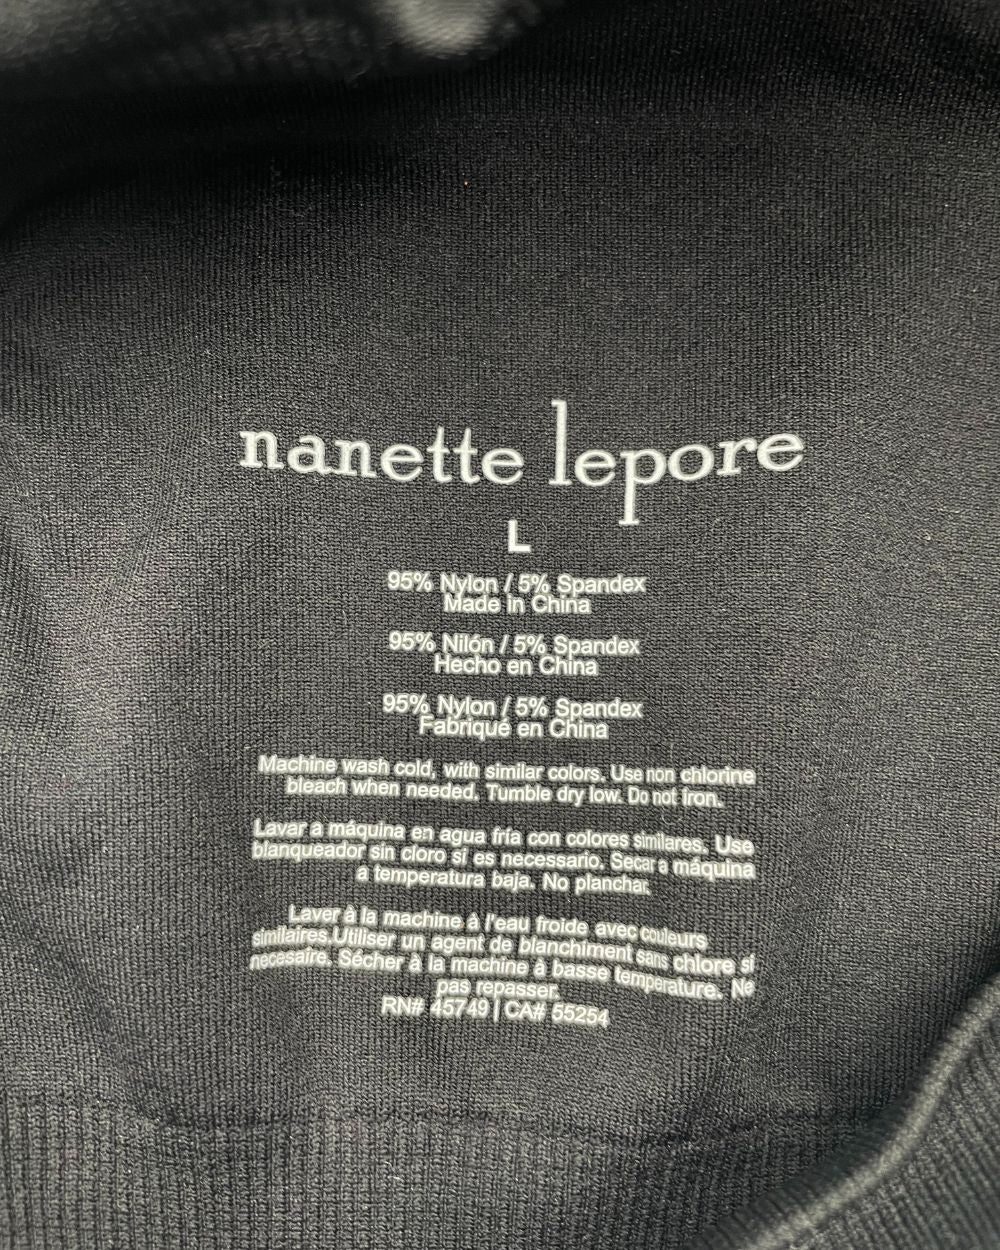 nanette lepore
L
95% Nylon / 5% Spandex
Made in China
95% Nilón / 5% Spandex
Hecho en China
95% Nylon / 5% Spandex
Fabriqué en China
Machine wash cold, with similar colors. Use non chlorine
bleach when needed. Tumble dry low. Do not iron.
Lavar a máquina en agua fría con colores similares. Use
blanqueador sin cloro si es necessario. Secar a máquina
a temperatura baja. No planchar.
Laver à la machine à l'eau froide avec couleurs
similaires.Utiliser un agent de blanchiment sans chlore si
necesaire. Sécher à la machine à basse temperature. Ne
pas repasser.
RN# 45749 | CA# 55254